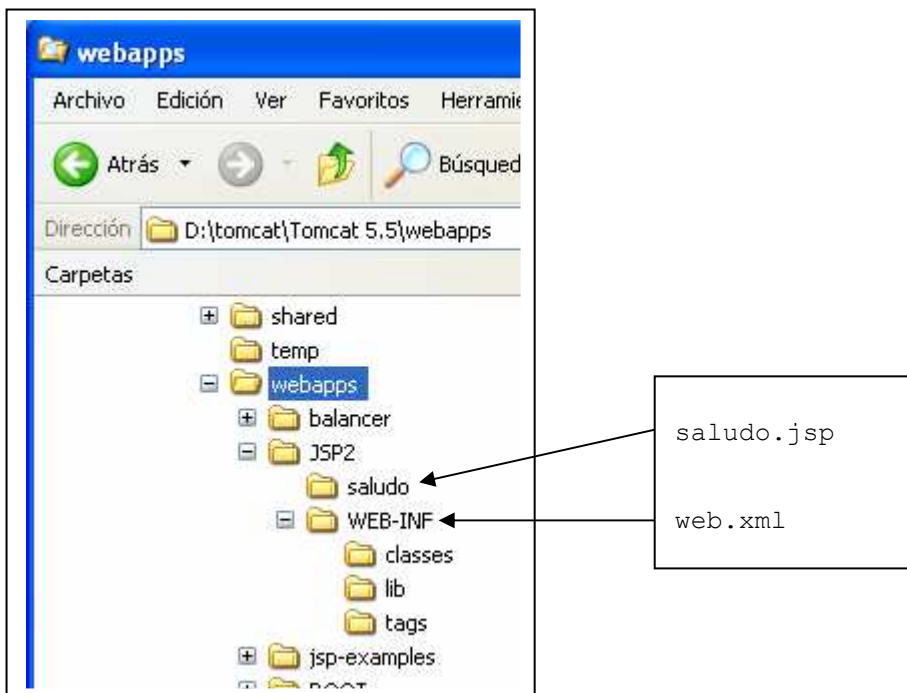 webapps
Archivo Edición Ver Favoritos Herramie
Atrás Búsqued
Dirección D:\tomcat\Tomcat 5.5\webapps
Carpetas
shared
temp
webapps
balancer
JSP2
saludo
WEB-INF
classes
lib
tags
jsp-examples
saludo.jsp
web.xml